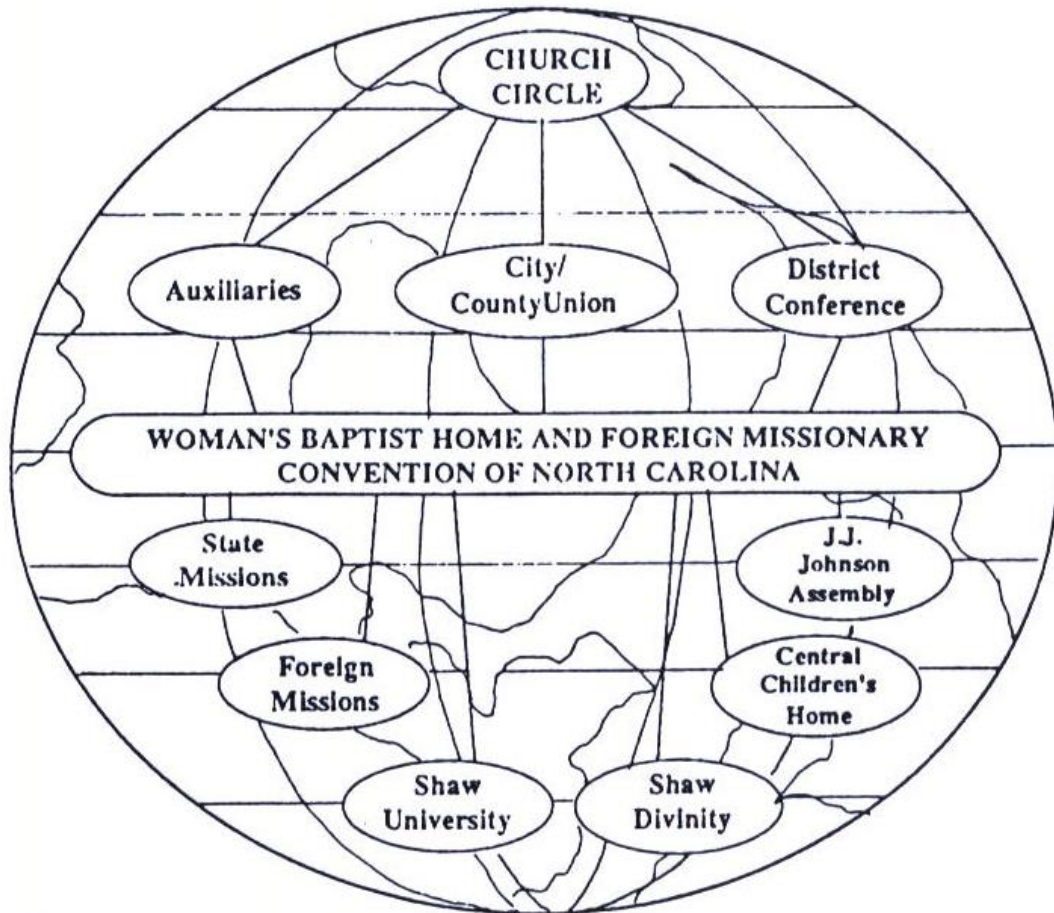 CHURCH
CIRCLE
Auxiliaries
City/
CountyUnion
District
Conference
WOMAN'S BAPTIST HOME AND FOREIGN MISSIONARY
CONVENTION OF NORTH CAROLINA
State
Missions
J.J.
Johnson
Assembly
Foreign
Missions
Central
Children's
Home
Shaw
University
Shaw
Divinity